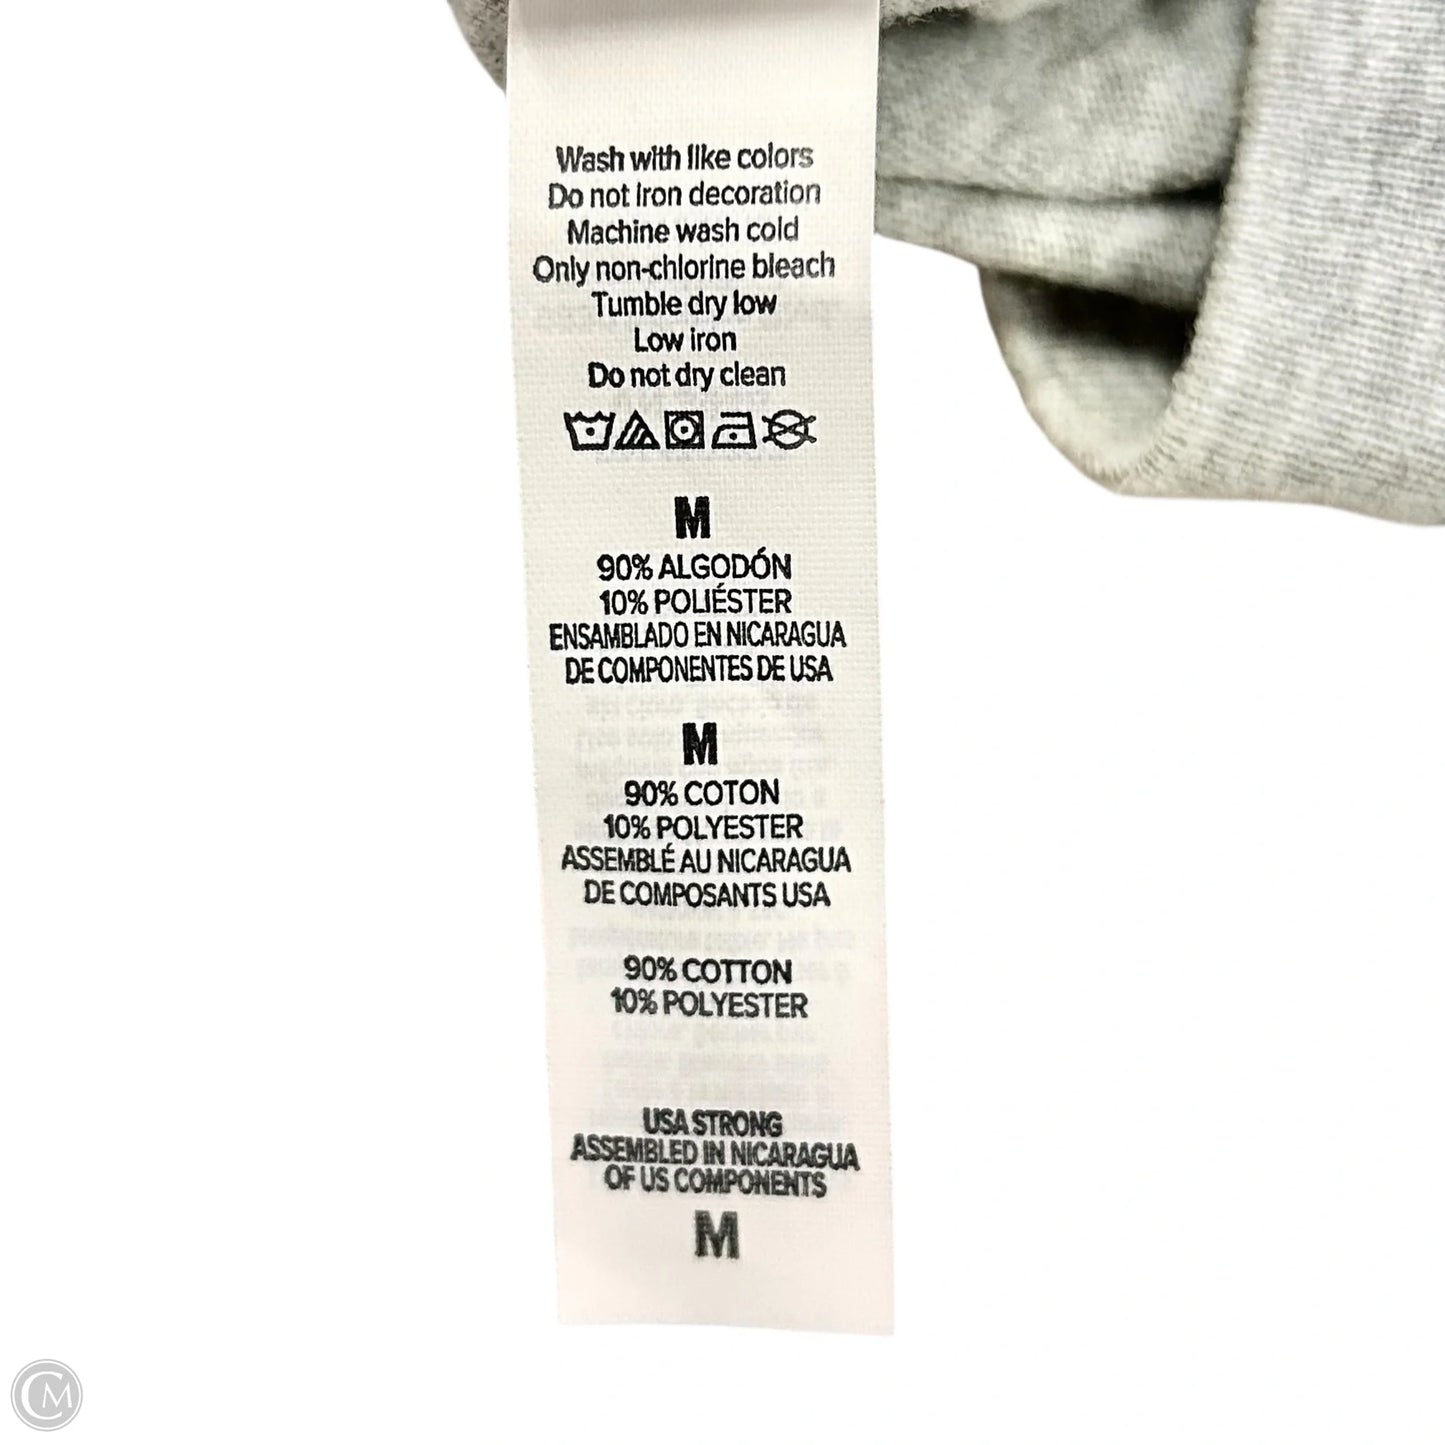 Wash with like colors
Do not Iron decoration
Machine wash cold
Only non-chlorine bleach
Tumble dry low
Low iron
Do not dry clean
M
90% ALGODÓN
10% POLIÉSTER
ENSAMBLADO EN NICARAGUA
DE COMPONENTES DE USA
M
90% COTON
10% POLYESTER
ASSEMBLÉ AU NICARAGUA
DE COMPOSANTS USA
90% COTTON
10% POLYESTER
USA STRONG
ASSEMBLED IN NICARAGUA
OF US COMPONENTS
M
CM